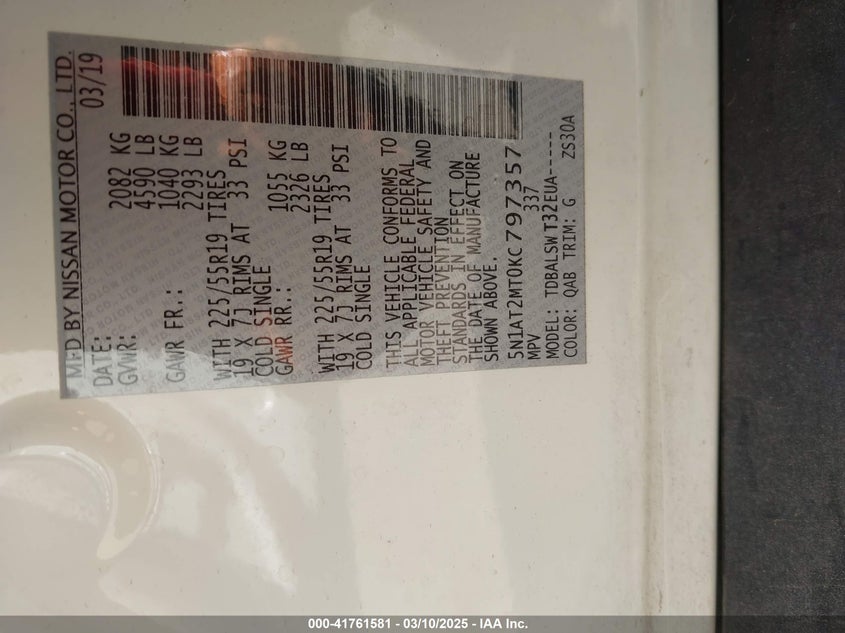 MFD BY NISSAN MOTOR CO., LTD.
DATE: 03/19
GVWR: 2082 KG
4590 LB
GAWR FR.: 1040 KG
2293 LB
WITH 225/55R19 TIRES
19 X 7J RIMS AT 33 PSI
COLD SINGLE
GAWR RR.: 1055 KG
2326 LB
WITH 225/55R19 TIRES
19 X 7J RIMS AT 33 PSI
COLD SINGLE
THIS VEHICLE CONFORMS TO
ALL APPLICABLE FEDERAL
MOTOR VEHICLE SAFETY AND
THEFT PREVENTION
STANDARDS IN EFFECT ON
THE DATE OF MANUFACTURE
SHOWN ABOVE.
5N1AT2MT0KC797357
MPV 337
MODEL: TDBALSW T32EUA-----
COLOR: QAB TRIM: G ZS30A
000-41761581 - 03/10/2025 - IAA Inc.